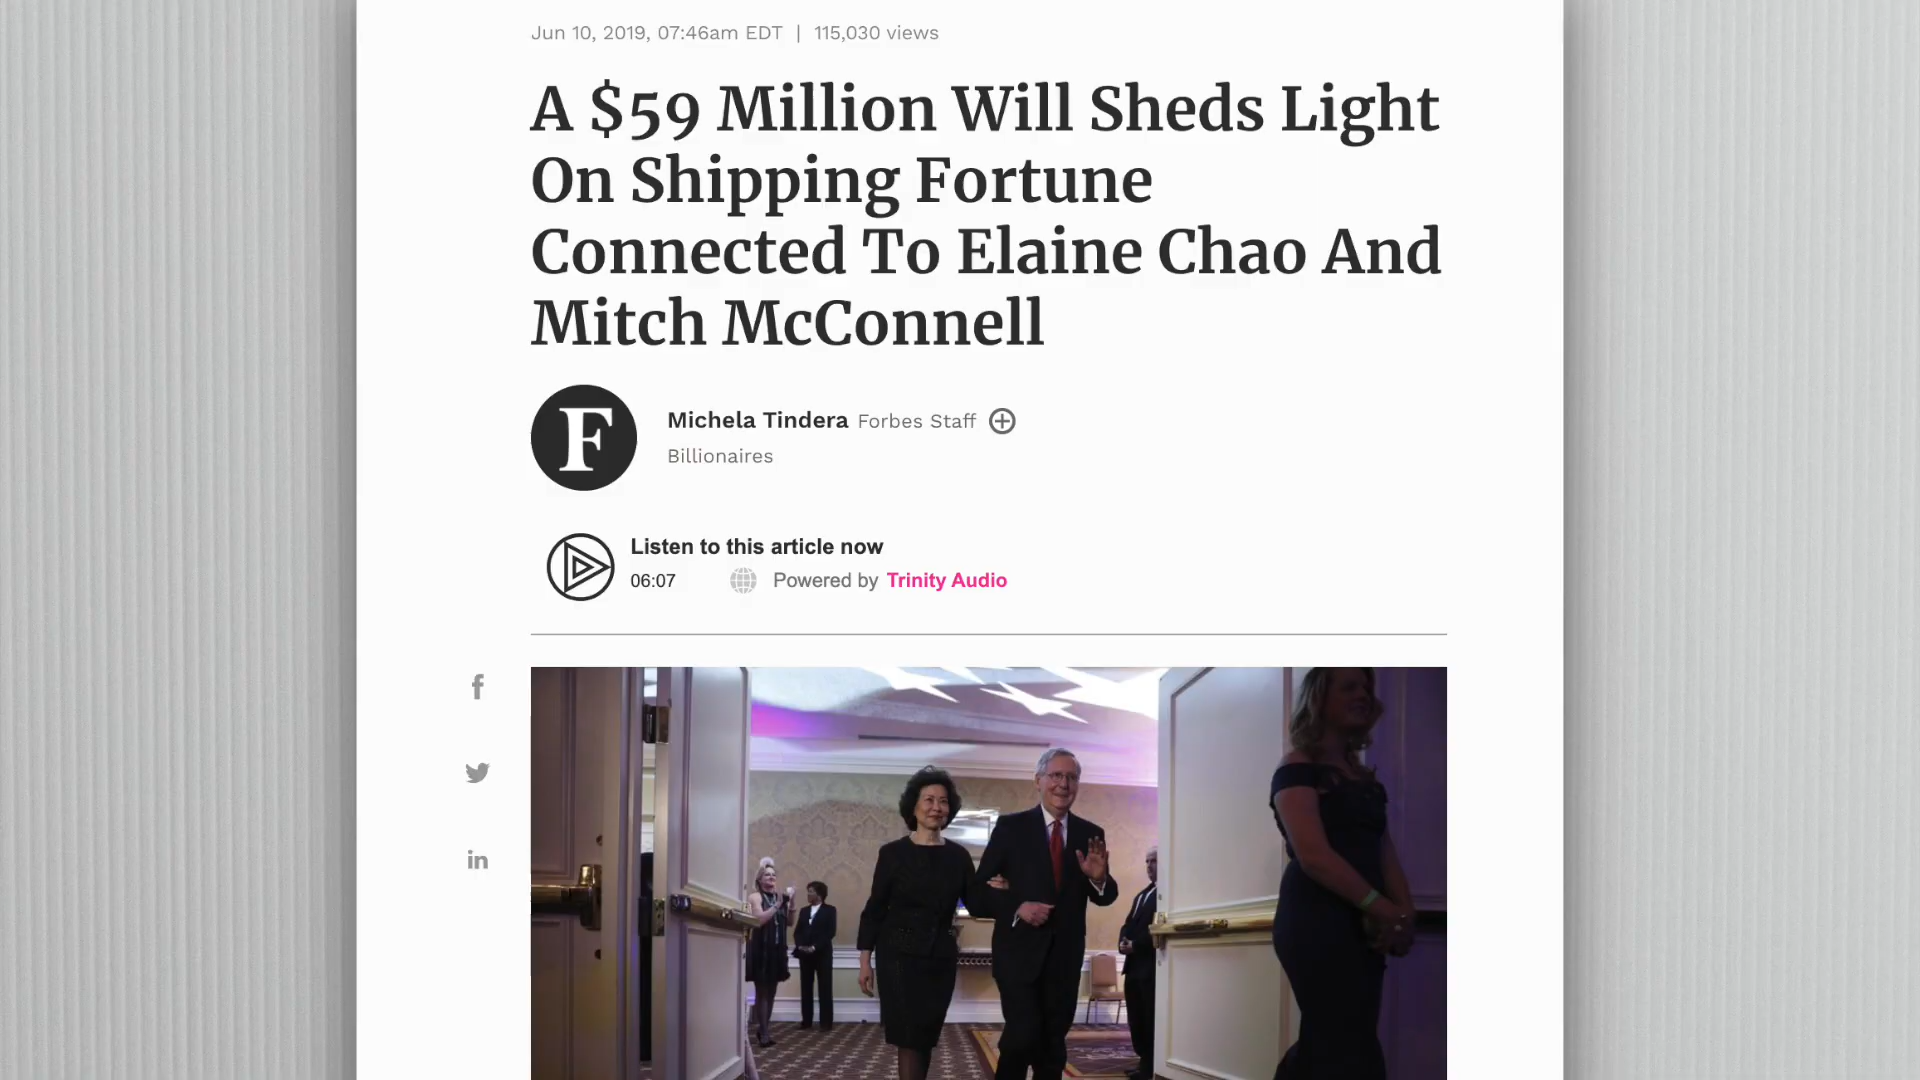 Jun 10, 2019, 07:46am EDT | 115,030 views
A $59 Million Will Sheds Light
On Shipping Fortune
Connected To Elaine Chao And
Mitch McConnell
F
Michela Tindera Forbes Staff
Billionaires
Listen to this article now
06:07 Powered by Trinity Audio
f
in